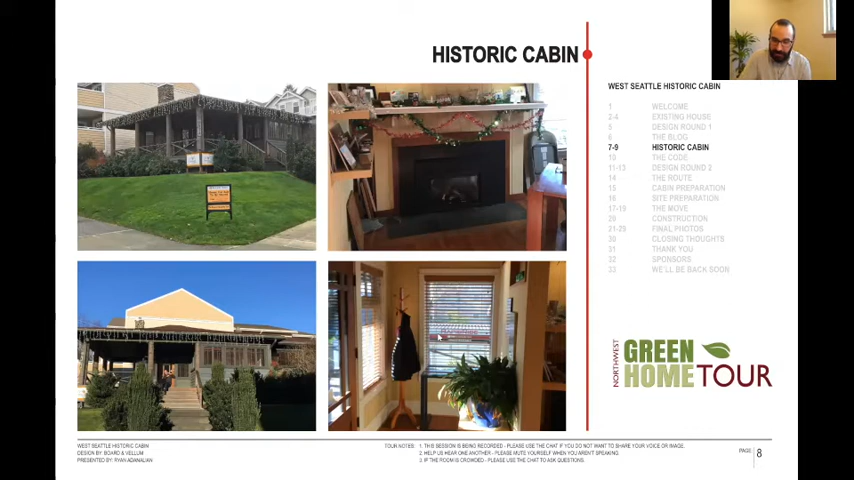 HISTORIC CABIN
WEST SEATTLE HISTORIC CABIN
1 WELCOME
2-4 EXISTING HOUSE
5 DESIGN ROUND 1
6 THE BLOG
7-9 HISTORIC CABIN
10 THE CODE
11-13 DESIGN ROUND 2
14 THE ROUTE
15 CABIN PREPARATION
16 SITE PREPARATION
17-19 THE MOVE
20 CONSTRUCTION
21-29 FINAL PHOTOS
30 CLOSING THOUGHTS
31 THANK YOU
32 SPONSORS
33 WE'LL BE BACK SOON
NORTHWEST
GREEN
HOME TOUR
WEST SEATTLE HISTORIC CABIN
DESIGN BY: BOARD & VELLUM
PRESENTED BY: RYAN ADANALIAN
TOUR NOTES: 1. THIS SESSION IS BEING RECORDED - PLEASE USE THE CHAT IF YOU DO NOT WANT TO SHARE YOUR VOICE OR IMAGE.
2. HELP US HEAR ONE ANOTHER - PLEASE MUTE YOURSELF WHEN YOU AREN'T SPEAKING.
3. IF THE ROOM IS CROWDED - PLEASE USE THE CHAT TO ASK QUESTIONS.
PAGE 8